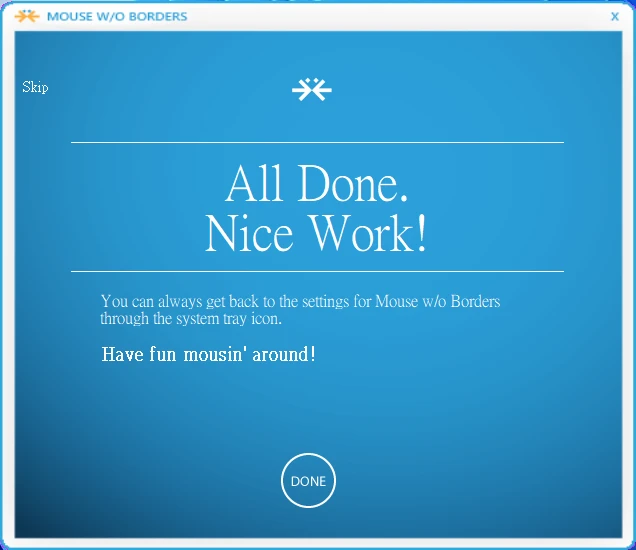 MOUSE W/O BORDERS
X
Skip
All Done.
Nice Work!
You can always get back to the settings for Mouse w/o Borders
through the system tray icon.
Have fun mousin' around!
DONE